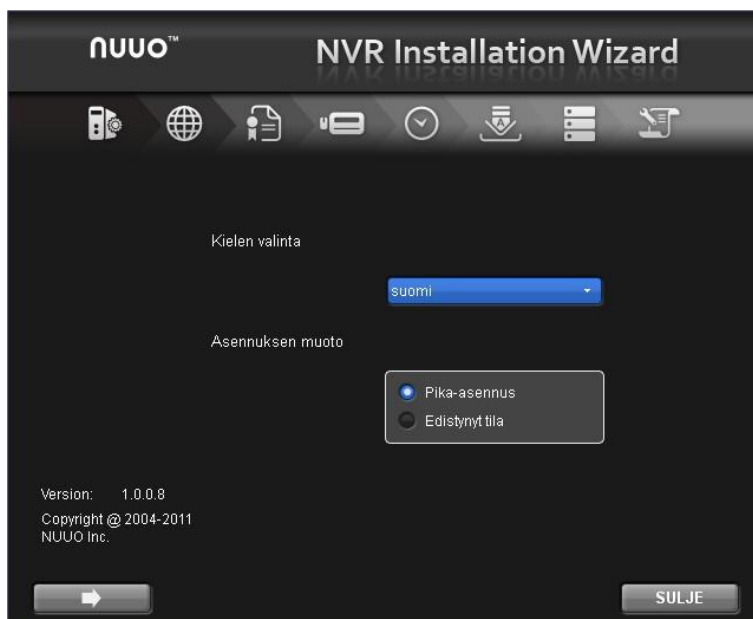 nuuo™
NVR Installation Wizard
Kielen valinta
suomi
Asennuksen muoto
Pika-asennus
Edistynyt tila
Version: 1.0.0.8
Copyright @ 2004-2011
NUUO Inc.
SULJE